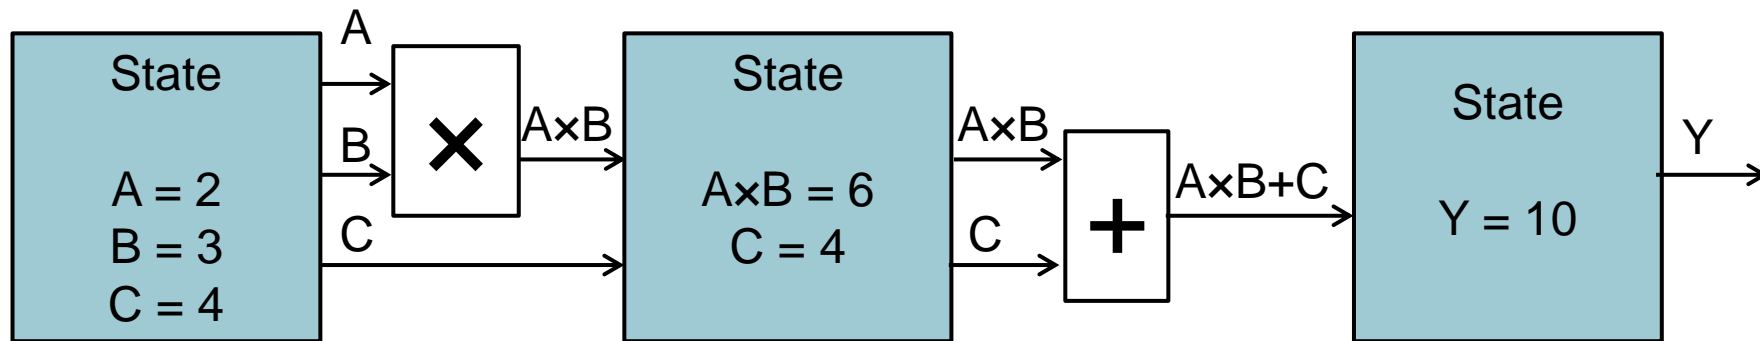 State
A = 2
B = 3
C = 4
A
B
C
×
A×B
State
A×B = 6
C = 4
A×B
C
+
A×B+C
State
Y = 10
Y